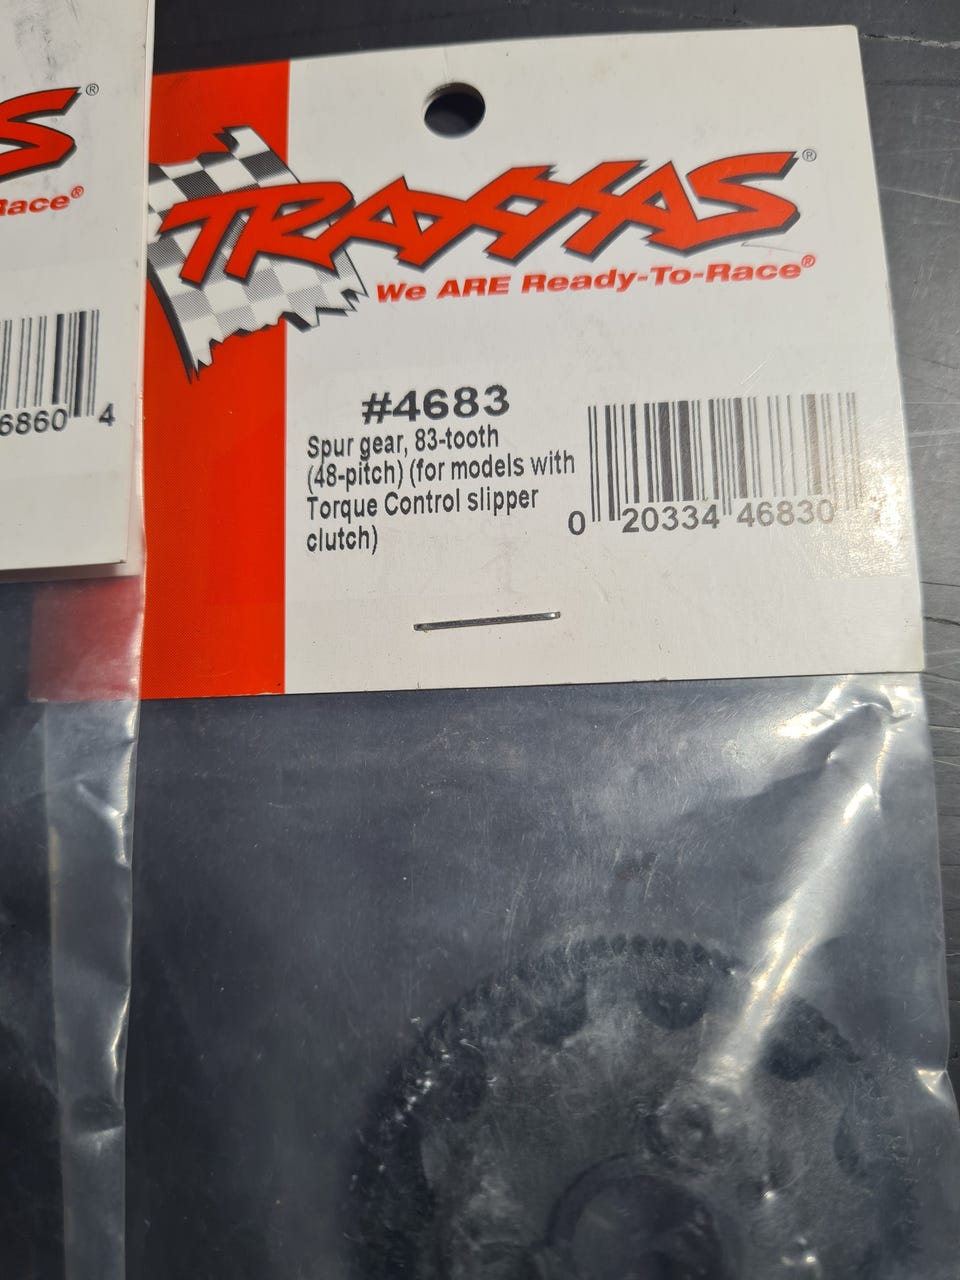 S®
Race®
6860 4
TRAXXAS®
We ARE Ready-To-Race®
#4683
Spur gear, 83-tooth
(48-pitch) (for models with
Torque Control slipper
clutch)
0 20334 46830